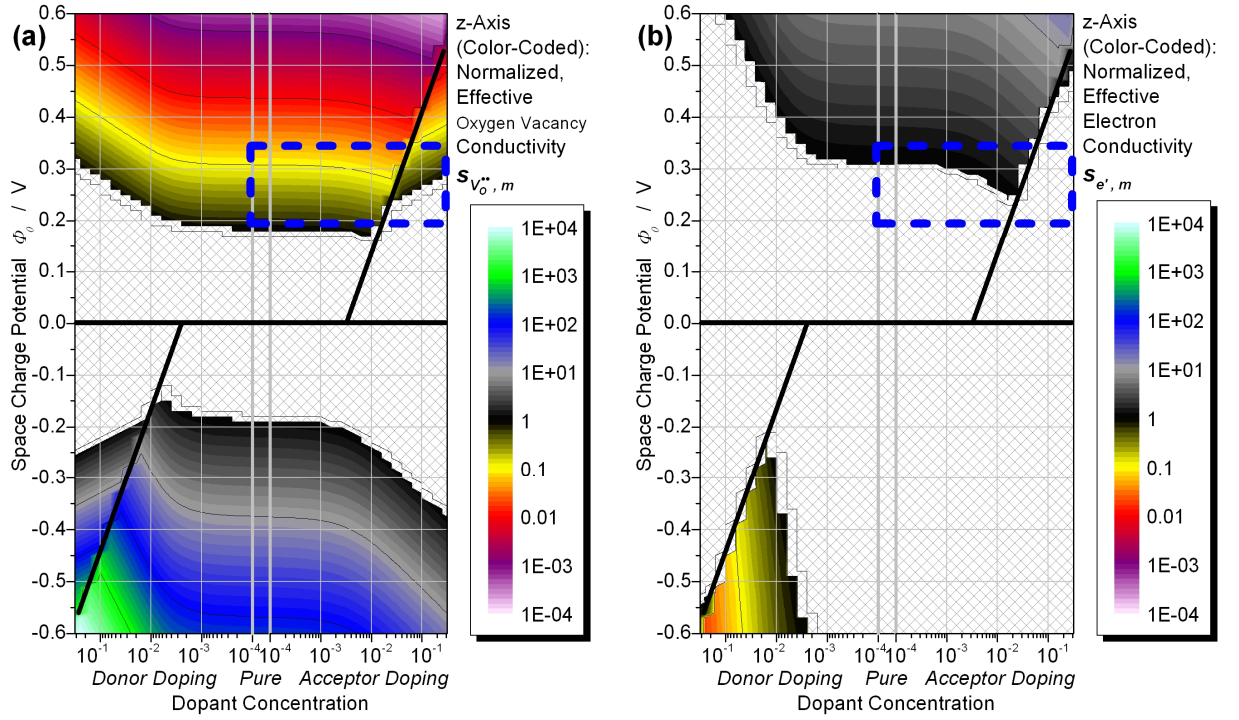 (a)
0.6
0.5
0.4
0.3
0.2
0.1
0.0
-0.1
-0.2
-0.3
-0.4
-0.5
-0.6
Space Charge Potential Φ₀ / V
10⁻¹ 10⁻² 10⁻³ 10⁻⁴ 10⁻⁴ 10⁻³ 10⁻² 10⁻¹
Donor Doping Pure Acceptor Doping
Dopant Concentration
z-Axis
(Color-Coded):
Normalized,
Effective
Oxygen Vacancy
Conductivity
s V_O••, m
1E+04
1E+03
1E+02
1E+01
1
0.1
0.01
1E-03
1E-04
(b)
0.6
0.5
0.4
0.3
0.2
0.1
0.0
-0.1
-0.2
-0.3
-0.4
-0.5
-0.6
Space Charge Potential Φ₀ / V
10⁻¹ 10⁻² 10⁻³ 10⁻⁴ 10⁻⁴ 10⁻³ 10⁻² 10⁻¹
Donor Doping Pure Acceptor Doping
Dopant Concentration
z-Axis
(Color-Coded):
Normalized,
Effective
Electron
Conductivity
s e′, m
1E+04
1E+03
1E+02
1E+01
1
0.1
0.01
1E-03
1E-04